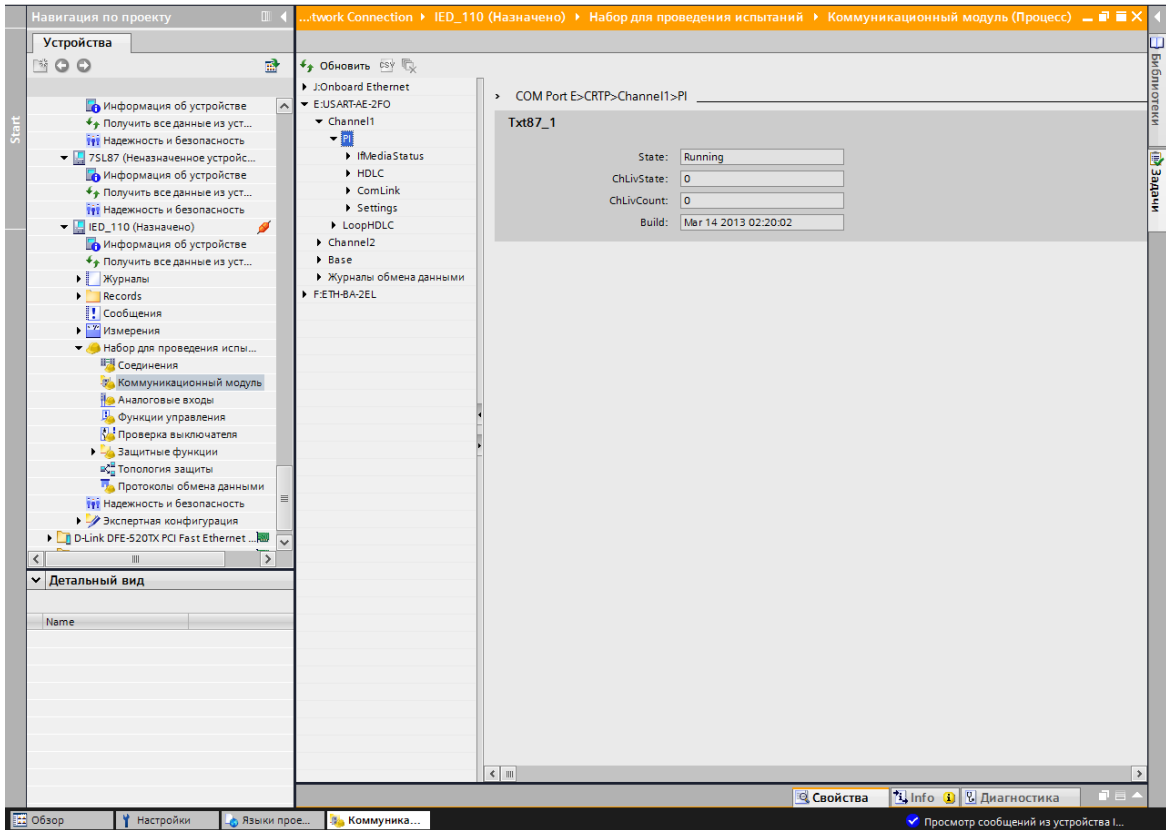 Навигация по проекту
...twork Connection IED_110 (Назначено) Набор для проведения испытаний Коммуникационный модуль (Процесс)
Start
Устройства
Информация об устройстве
Получить все данные из уст...
Надежность и безопасность
7SL87 (Неназначенное устройс...
Информация об устройстве
Получить все данные из уст...
Надежность и безопасность
IED_110 (Назначено)
Информация об устройстве
Получить все данные из уст...
Журналы
Records
Сообщения
Измерения
Набор для проведения испы...
Соединения
Коммуникационный модуль
Аналоговые входы
Функции управления
Проверка выключателя
Защитные функции
Топология защиты
Протоколы обмена данными
Надежность и безопасность
Экспертная конфигурация
D-Link DFE-520TX PCI Fast Ethernet ...
Детальный вид
Name
Обновить CSV
J:Onboard Ethernet
E:USART-AE-2FO
Channel1
PI
IfMediaStatus
HDLC
ComLink
Settings
LoopHDLC
Channel2
Base
Журналы обмена данными
F:ETH-BA-2EL
> COM Port E>CRTP>Channel1>PI
Txt87_1
State: Running
ChLivState: 0
ChLivCount: 0
Build: Mar 14 2013 02:20:02
Библиотеки
Задачи
Свойства Info Диагностика
Обзор Настройки Языки прое... Коммуника... Просмотр сообщений из устройства I...